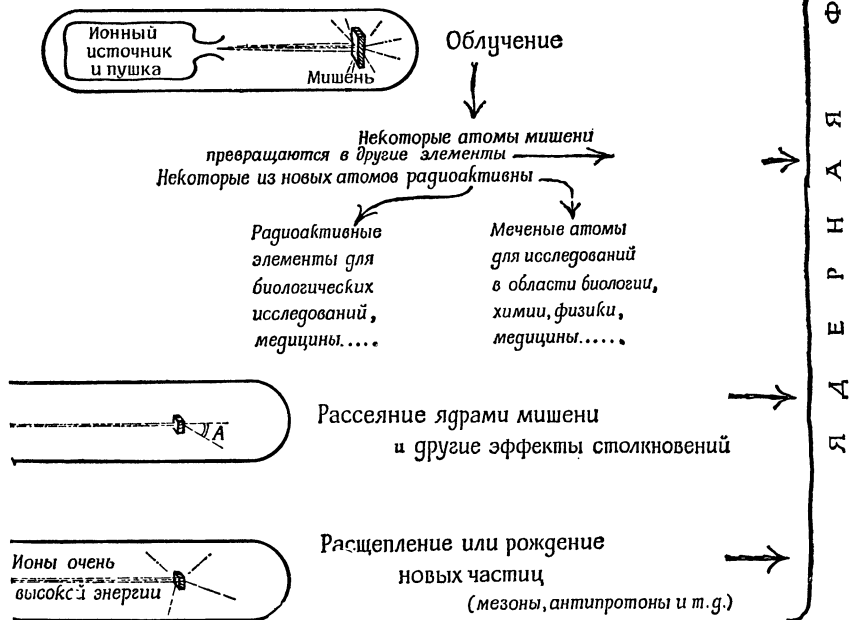 Ионный
источник
и пушка
Мишень
Облучение
Некоторые атомы мишени
превращаются в другие элементы
Некоторые из новых атомов радиоактивны
Радиоактивные
элементы для
биологических
исследований,
медицины.....
Меченые атомы
для исследований
в области биологии,
химии, физики,
медицины......
А
Рассеяние ядрами мишени
и другие эффекты столкновений
Ионы очень
высокой энергии
Расщепление или рождение
новых частиц
(мезоны, антипротоны и т.д.)
ЯДЕРНАЯ Ф